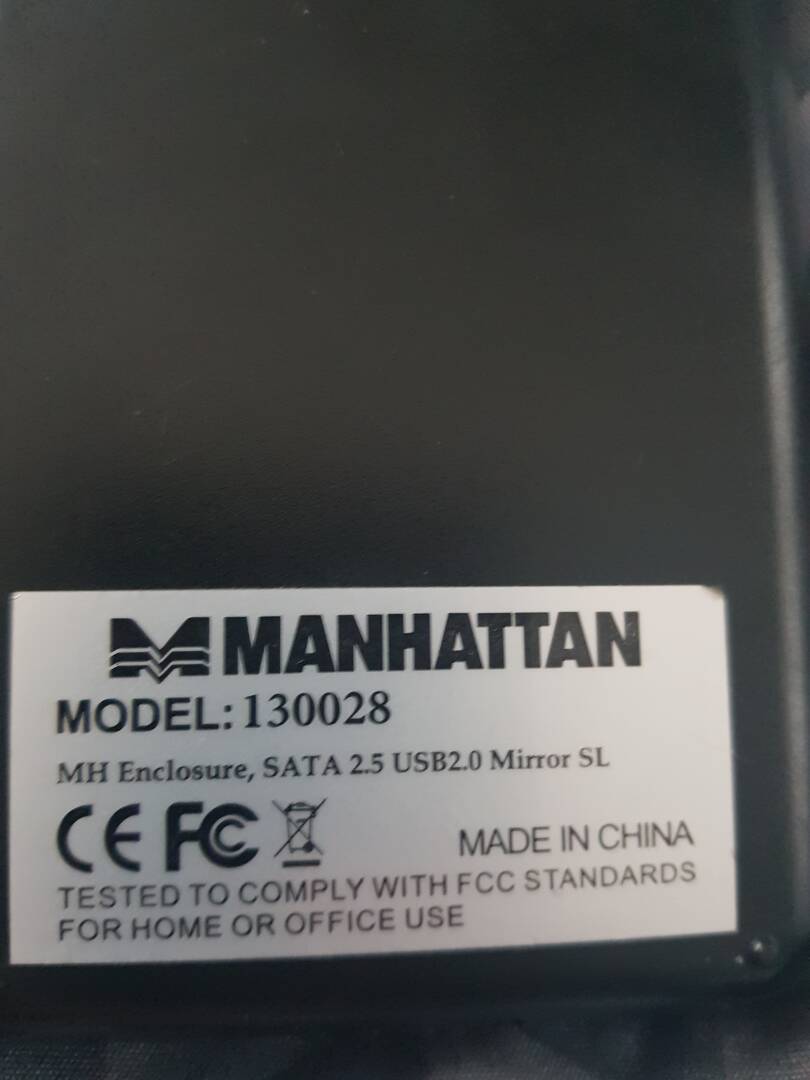 MANHATTAN
MODEL: 130028
MH Enclosure, SATA 2.5 USB2.0 Mirror SL
CE FC
MADE IN CHINA
TESTED TO COMPLY WITH FCC STANDARDS
FOR HOME OR OFFICE USE